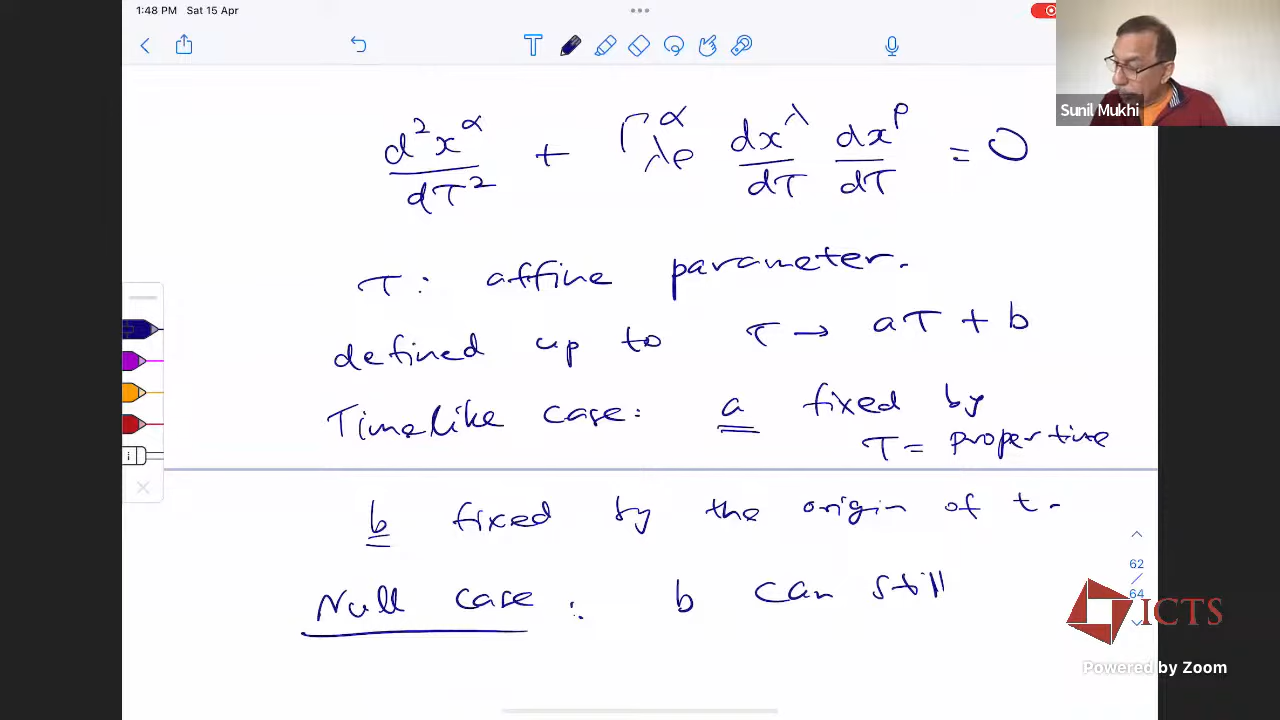 1:48 PM Sat 15 Apr
Sunil Mukhi
d²x^α/dτ² + Γ^α_λρ dx^λ/dτ dx^ρ/dτ = 0
τ: affine parameter.
defined up to τ → aτ + b
Timelike case: a fixed by
τ = proper time
b fixed by the origin of t.
Null case: b can still
62
/
64
ICTS
Powered by Zoom